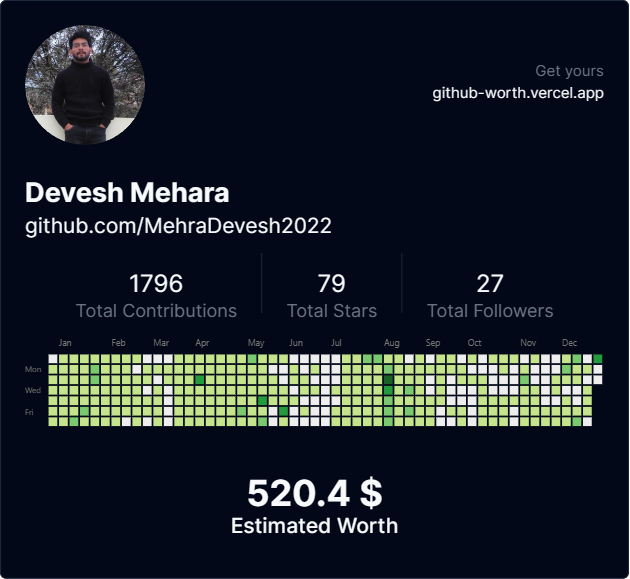 Get yours
github-worth.vercel.app
Devesh Mehara
github.com/MehraDevesh2022
1796
79
27
Total Contributions
Total Stars
Total Followers
Jan Feb Mar Apr May Jun Jul Aug Sep Oct Nov Dec
Mon
Wed
Fri
520.4 $
Estimated Worth